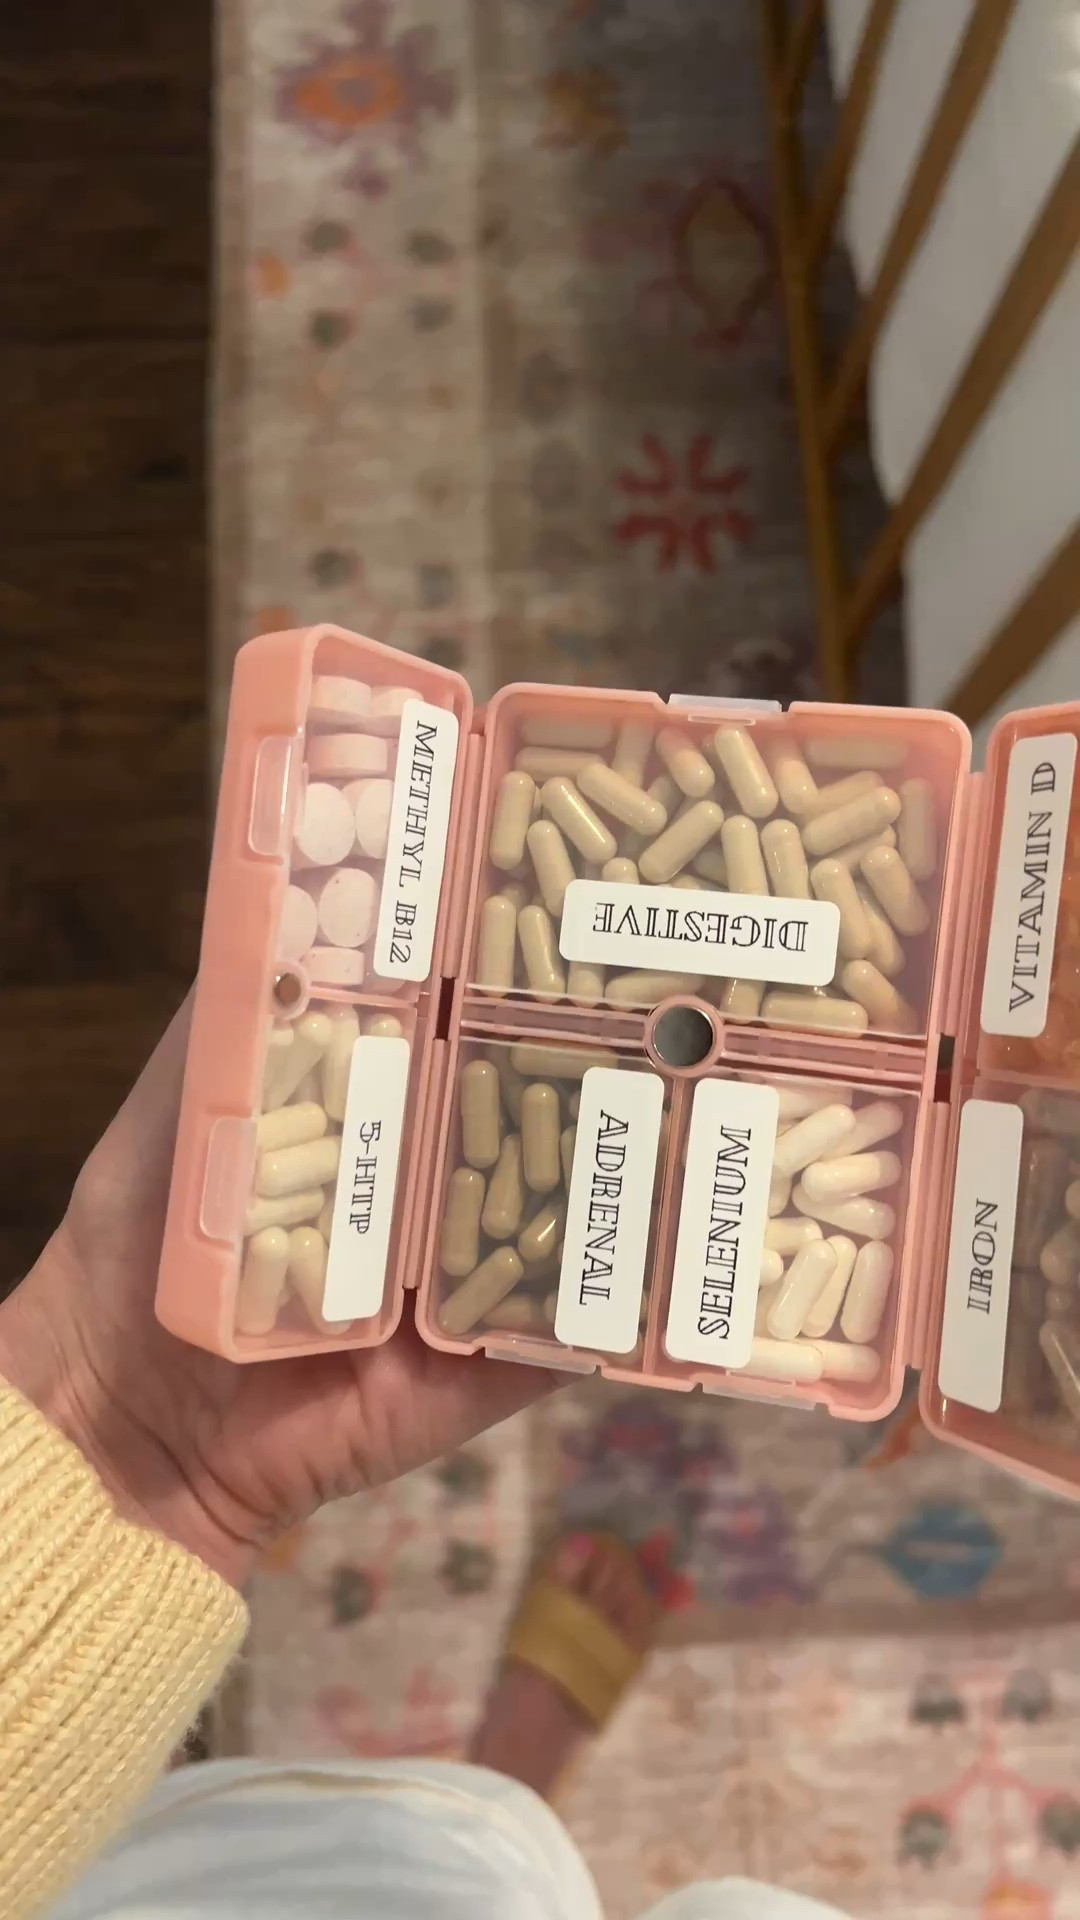 METHYL B12
5-HTP
DIGESTIVE
ADRENAL
SELENIUM
VITAMIN D
IRON